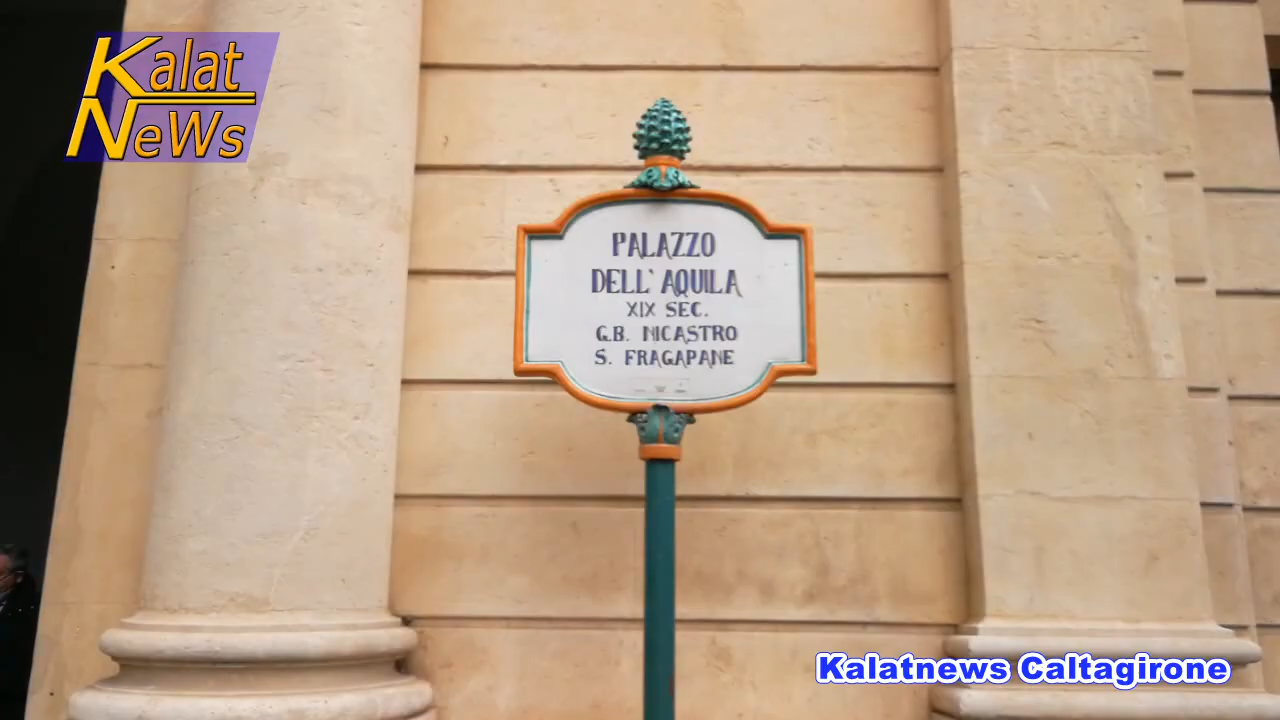 Kalat
NeWs
PALAZZO
DELL'AQUILA
XIX SEC.
G.B. NICASTRO
S. FRAGAPANE
Kalatnews Caltagirone